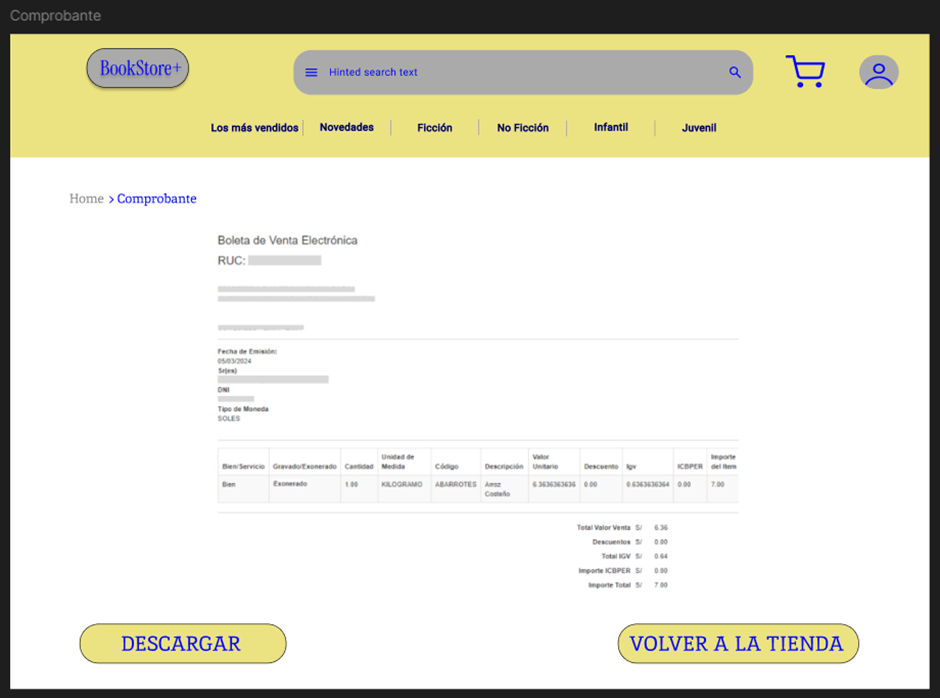 Comprobante
BookStore+
Hinted search text
Los más vendidos Novedades Ficción No Ficción Infantil Juvenil
Home > Comprobante
Boleta de Venta Electrónica
RUC:
Fecha de Emisión:
05/03/2024
Sr(es)
DNI
Tipo de Moneda
SOLES
Bien/Servicio Gravado/Exonerado Cantidad Unidad de Medida Código Descripción Valor Unitario Descuento Igv ICBPER Importe del Item
Bien Exonerado 1.00 KILOGRAMO ABARROTES Arroz Costeño 6.3636363636 0.00 0.6363636364 0.00 7.00
Total Valor Venta S/ 6.36
Descuentos S/ 0.00
Total IGV S/ 0.64
Importe ICBPER S/ 0.00
Importe Total S/ 7.00
DESCARGAR VOLVER A LA TIENDA